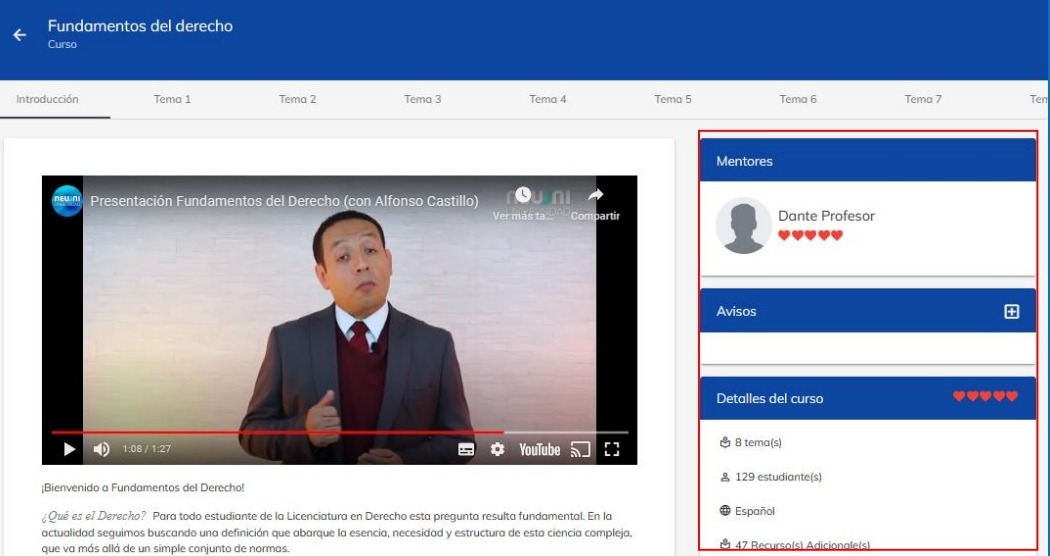 Fundamentos del derecho
Curso
Introducción
Tema 1
Tema 2
Tema 3
Tema 4
Tema 5
Tema 6
Tema 7
Tem
neu ni
Presentación Fundamentos del Derecho (con Alfonso Castillo)
Ver más ta...
Compartir
1:08 / 1:27
YouTube
¡Bienvenido a Fundamentos del Derecho!
¿Qué es el Derecho? Para todo estudiante de la Licenciatura en Derecho esta pregunta resulta fundamental. En la
actualidad seguimos buscando una definición que abarque la esencia, necesidad y estructura de esta ciencia compleja,
que va más allá de un simple conjunto de normas.
Mentores
Dante Profesor
Avisos
Detalles del curso
8 tema(s)
129 estudiante(s)
Español
47 Recurso(s) Adicionale(s)